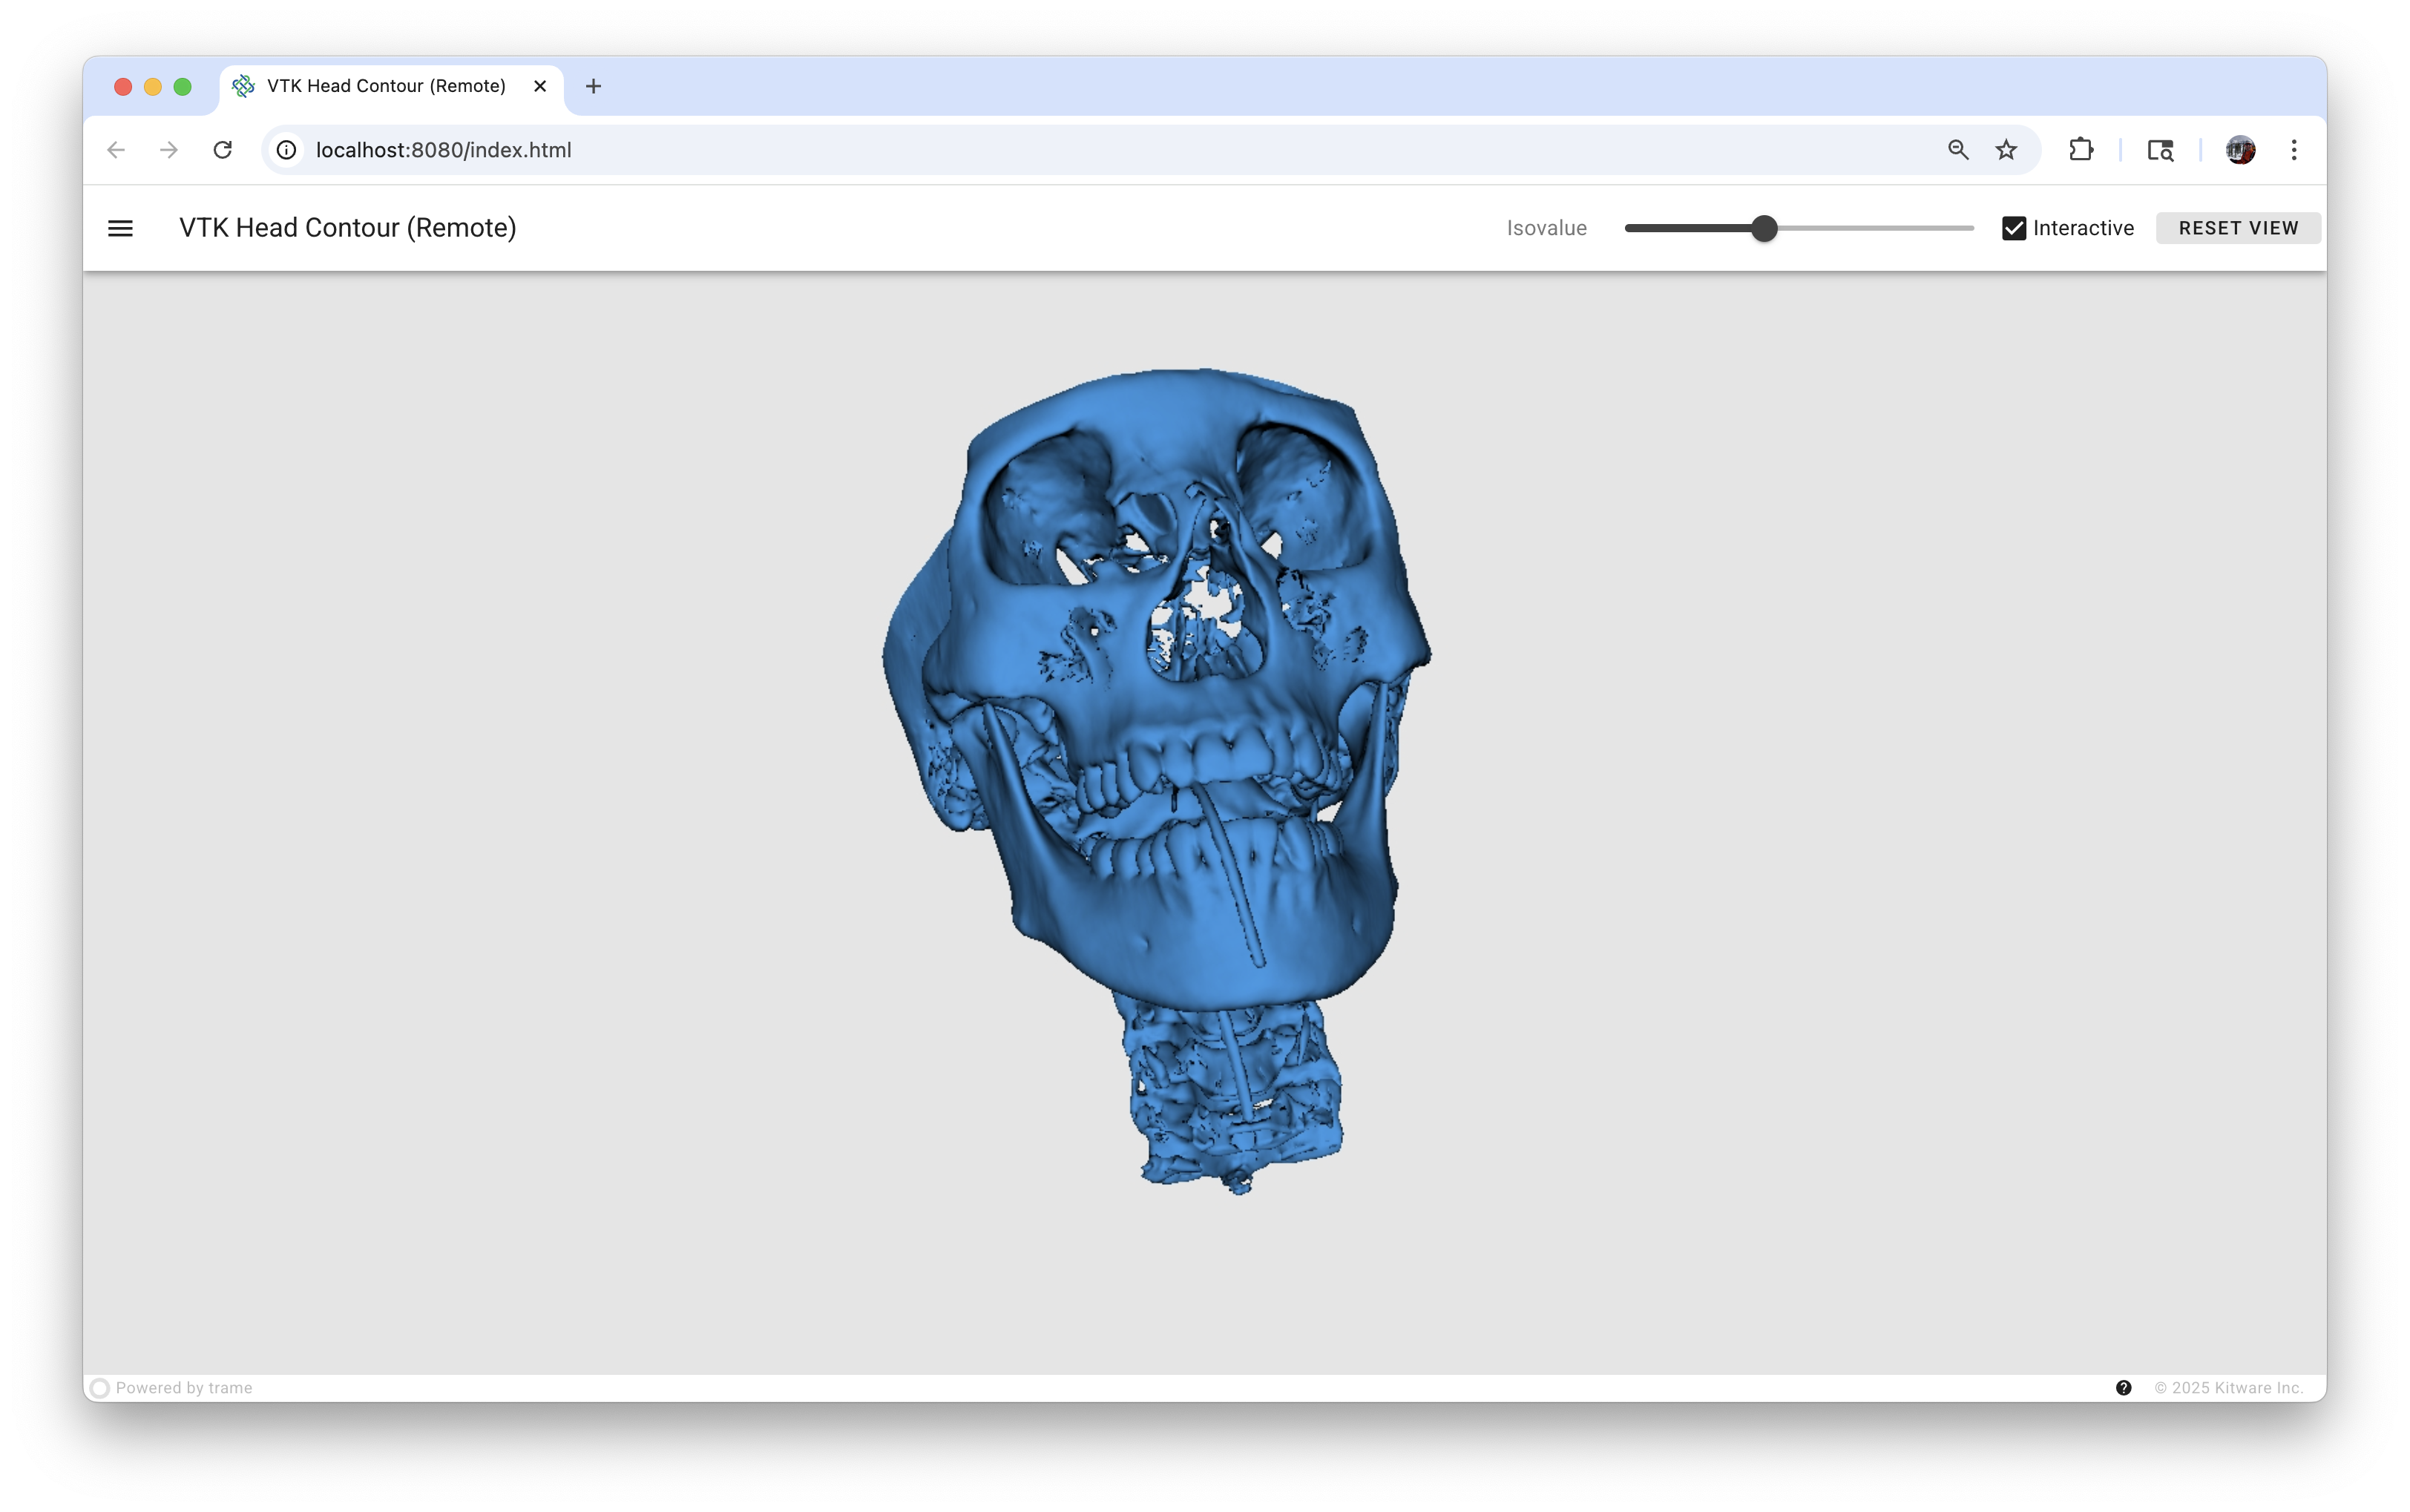 VTK Head Contour (Remote)
localhost:8080/index.html
VTK Head Contour (Remote)
Isovalue
Interactive
RESET VIEW
Powered by trame
© 2025 Kitware Inc.